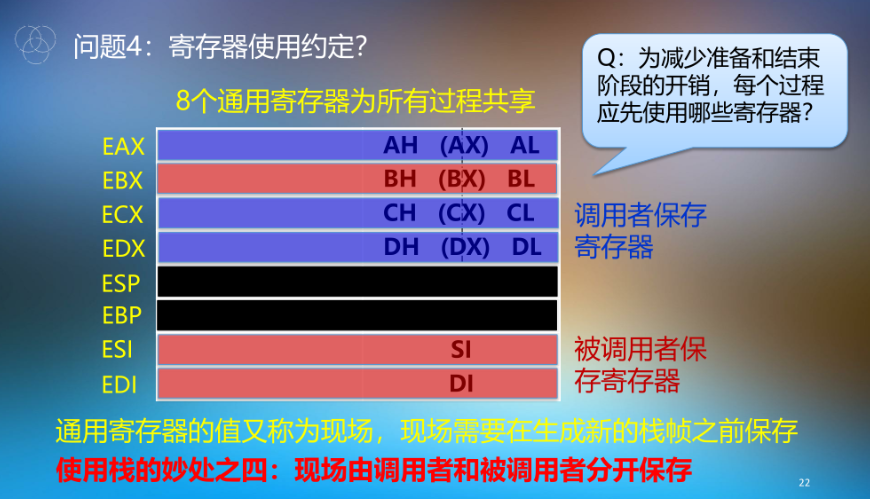 问题4：寄存器使用约定？
Q：为减少准备和结束
阶段的开销，每个过程
应先使用哪些寄存器？
8个通用寄存器为所有过程共享
EAX AH (AX) AL
EBX BH (BX) BL
ECX CH (CX) CL
EDX DH (DX) DL
调用者保存
寄存器
ESP
EBP
ESI SI
EDI DI
被调用者保
存寄存器
通用寄存器的值又称为现场，现场需要在生成新的栈帧之前保存
使用栈的妙处之四：现场由调用者和被调用者分开保存
22